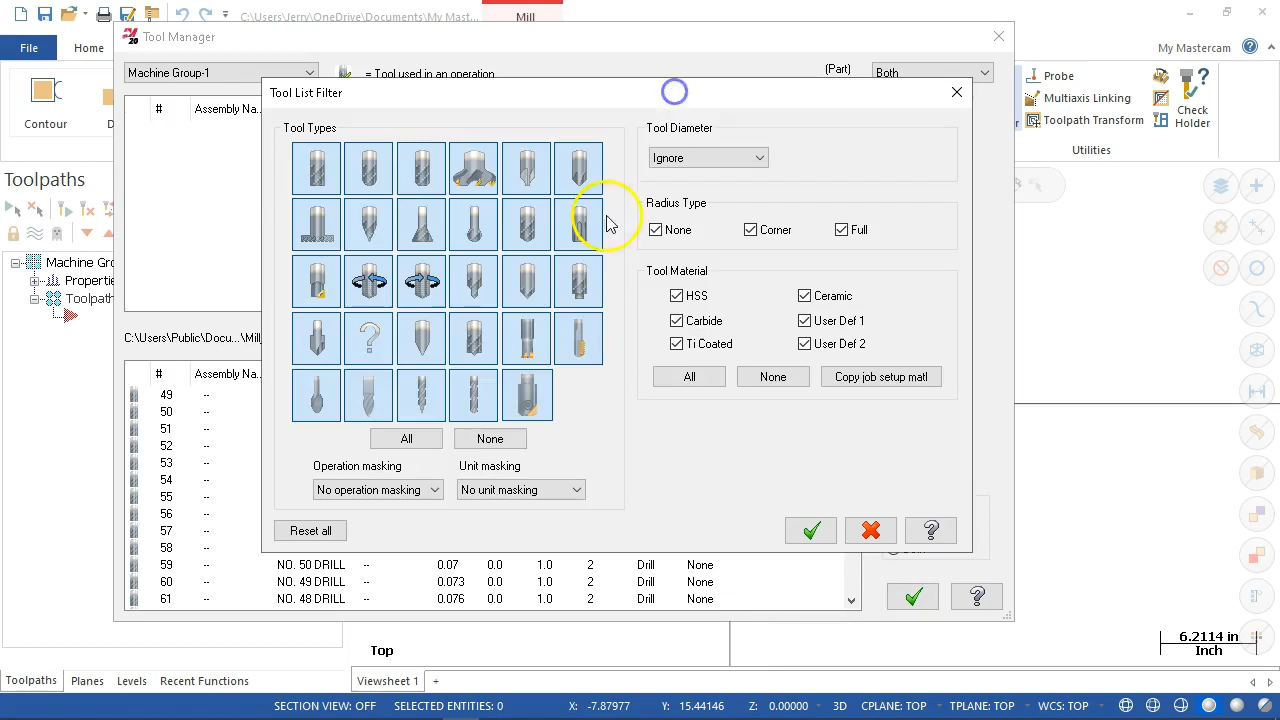 C:\Users\Jerry\OneDrive\Documents\My Mast...
Mill
File
Home
My Mastercam
Tool Manager
Machine Group-1
= Tool used in an operation
(Part)
Both
#
Assembly Na..
Contour
Probe
Multiaxis Linking
Toolpath Transform
Check
Holder
Utilities
Toolpaths
Machine Grou
Properties
Toolpath
Tool List Filter
Tool Types
All
None
Operation masking
Unit masking
No operation masking
No unit masking
Reset all
Tool Diameter
Ignore
Radius Type
None
Corner
Full
Tool Material
HSS
Ceramic
Carbide
User Def 1
Ti Coated
User Def 2
All
None
Copy job setup matl
C:\Users\Public\Docu...\Mill
#
Assembly Na..
49 --
50 --
51 --
52 --
53 --
54 --
55 --
56 --
57 --
58 --
59 -- NO. 50 DRILL -- 0.07 0.0 1.0 2 Drill None
60 -- NO. 49 DRILL -- 0.073 0.0 1.0 2 Drill None
61 -- NO. 48 DRILL -- 0.076 0.0 1.0 2 Drill None
Top
6.2114 in
Inch
Toolpaths
Planes
Levels
Recent Functions
Viewsheet 1
+
SECTION VIEW: OFF
SELECTED ENTITIES: 0
X: -7.87977
Y: 15.44146
Z: 0.00000
3D
CPLANE: TOP
TPLANE: TOP
WCS: TOP